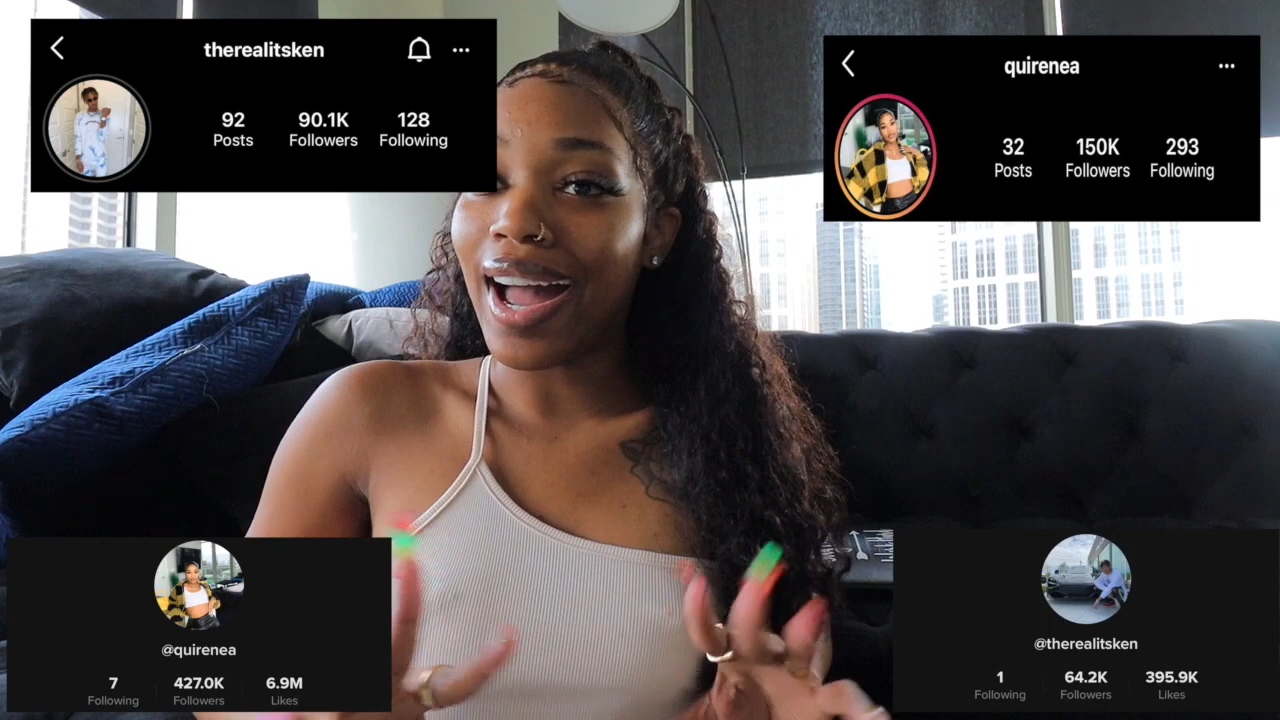 therealitsken
92 90.1K 128
Posts Followers Following
quirenea
32 150K 293
Posts Followers Following
@quirenea
7 427.0K 6.9M
Following Followers Likes
@therealitsken
1 64.2K 395.9K
Following Followers Likes